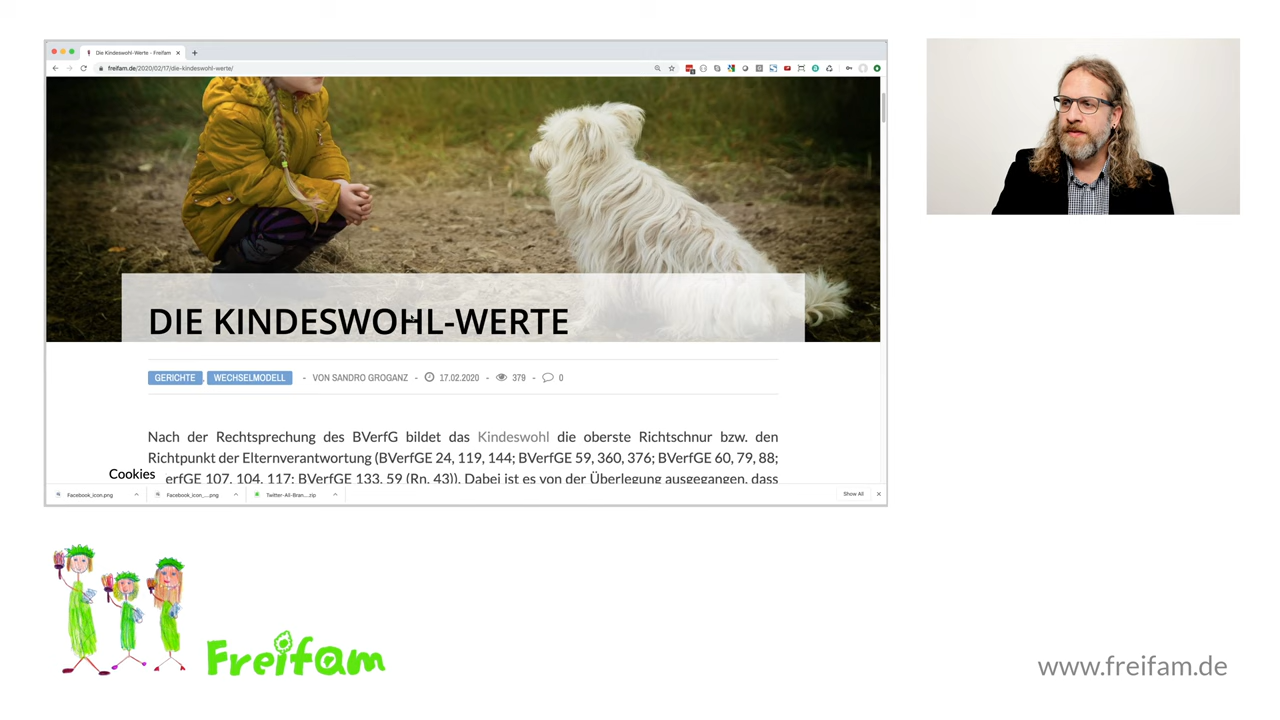 Die Kindeswohl-Werte - Freifam
freifam.de/2020/02/17/die-kindeswohl-werte/
DIE KINDESWOHL-WERTE
GERICHTE, WECHSELMODELL - VON SANDRO GROGANZ - 17.02.2020 - 379 - 0
Nach der Rechtsprechung des BVerfG bildet das Kindeswohl die oberste Richtschnur bzw. den
Richtpunkt der Elternverantwortung (BVerfGE 24, 119, 144; BVerfGE 59, 360, 376; BVerfGE 60, 79, 88;
Cookies
erfGE 107, 104, 117; BVerfGE 133, 59 (Rn. 43)). Dabei ist es von der Überlegung ausgegangen, dass
Facebook_icon.png Facebook_icon_....png Twitter-All-Bran....zip Show All
Freifam
www.freifam.de